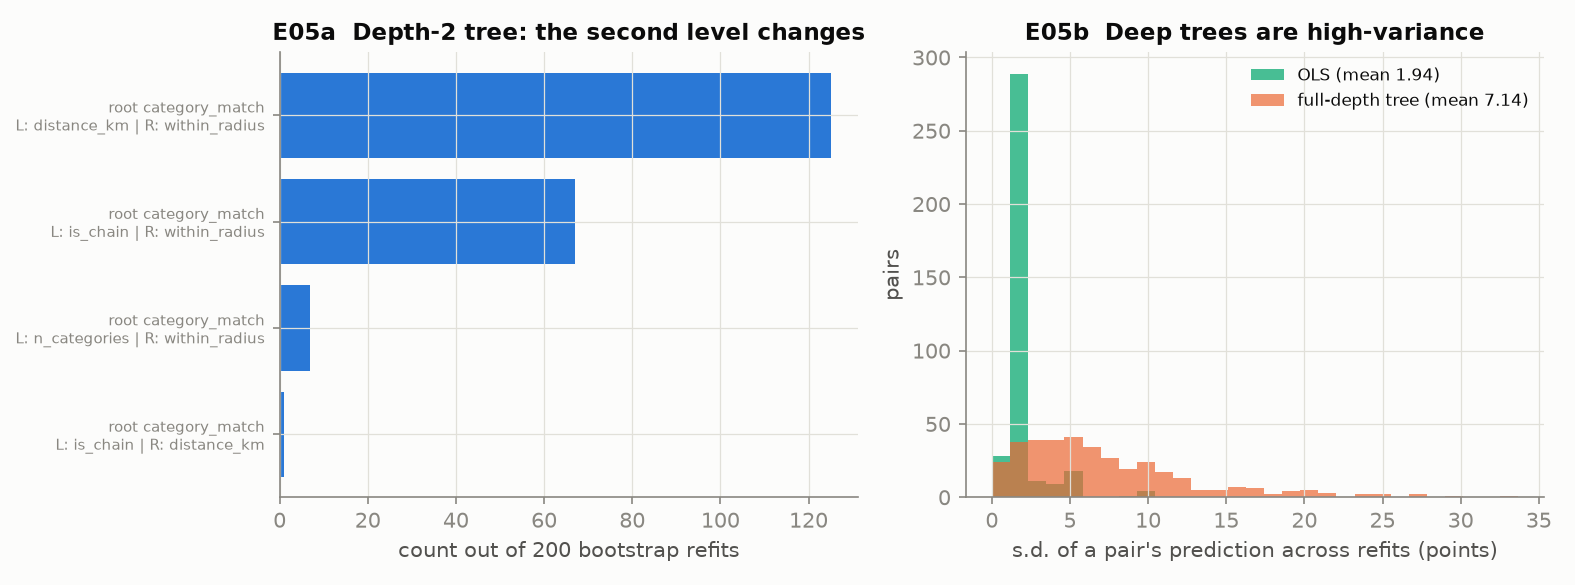 E05a  Depth-2 tree: the second level changes
root category_match
L: distance_km | R: within_radius
root category_match
L: is_chain | R: within_radius
root category_match
L: n_categories | R: within_radius
root category_match
L: is_chain | R: distance_km
0 20 40 60 80 100 120
count out of 200 bootstrap refits
E05b  Deep trees are high-variance
OLS (mean 1.94)
full-depth tree (mean 7.14)
pairs
300
250
200
150
100
50
0
0 5 10 15 20 25 30 35
s.d. of a pair's prediction across refits (points)